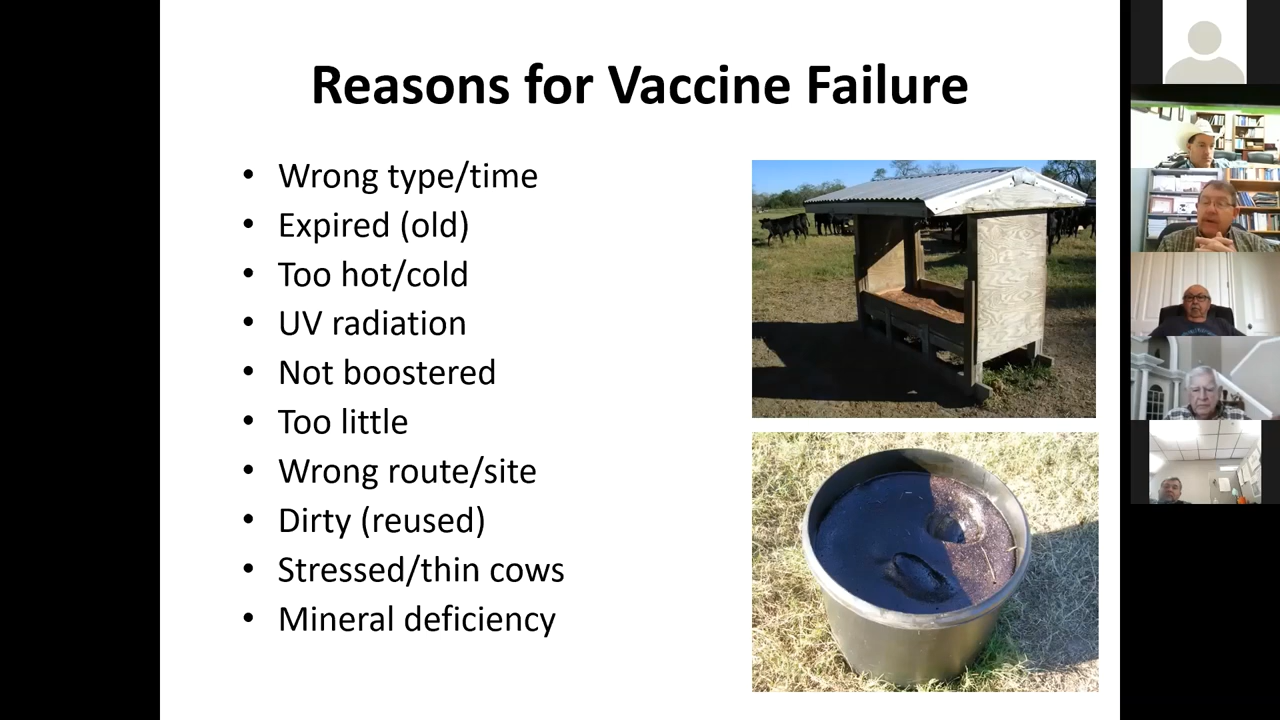 Reasons for Vaccine Failure
• Wrong type/time
• Expired (old)
• Too hot/cold
• UV radiation
• Not boostered
• Too little
• Wrong route/site
• Dirty (reused)
• Stressed/thin cows
• Mineral deficiency